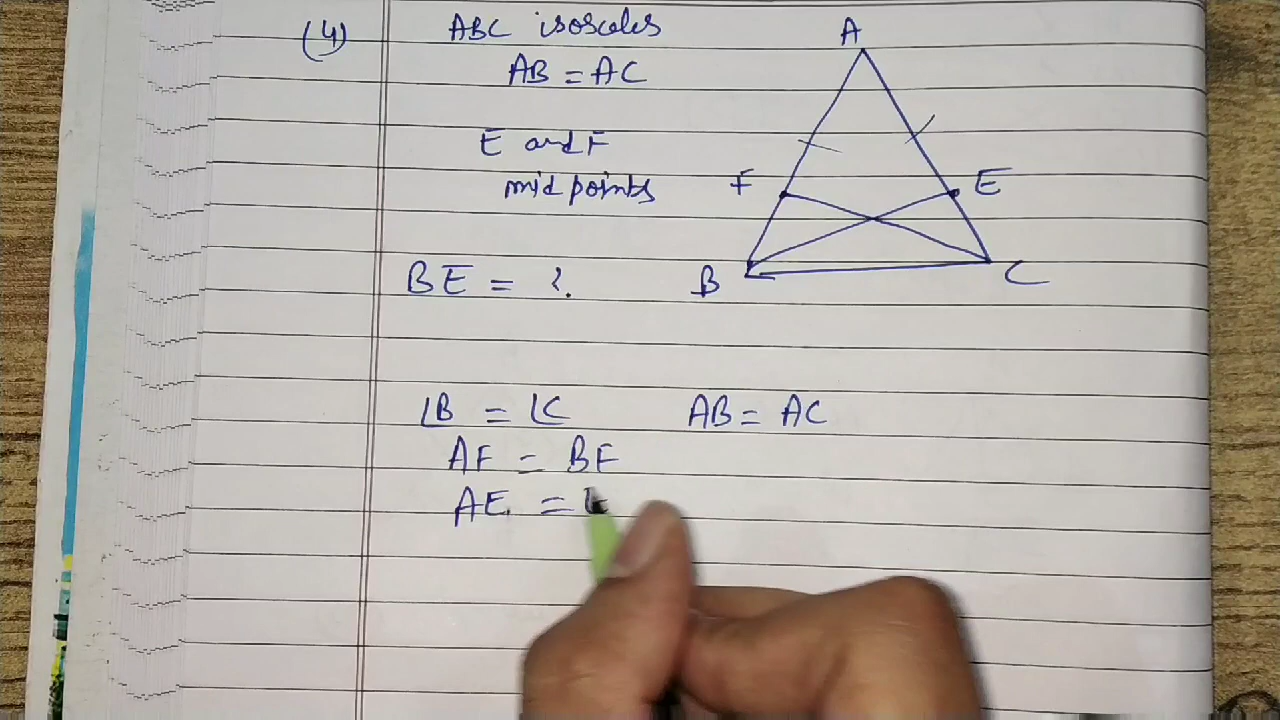 (4) ABC isosceles
AB = AC
E and F
mid points
BE = ?.
A
F
E
B
C
∠B = ∠C AB = AC
AF = BF
AE. =